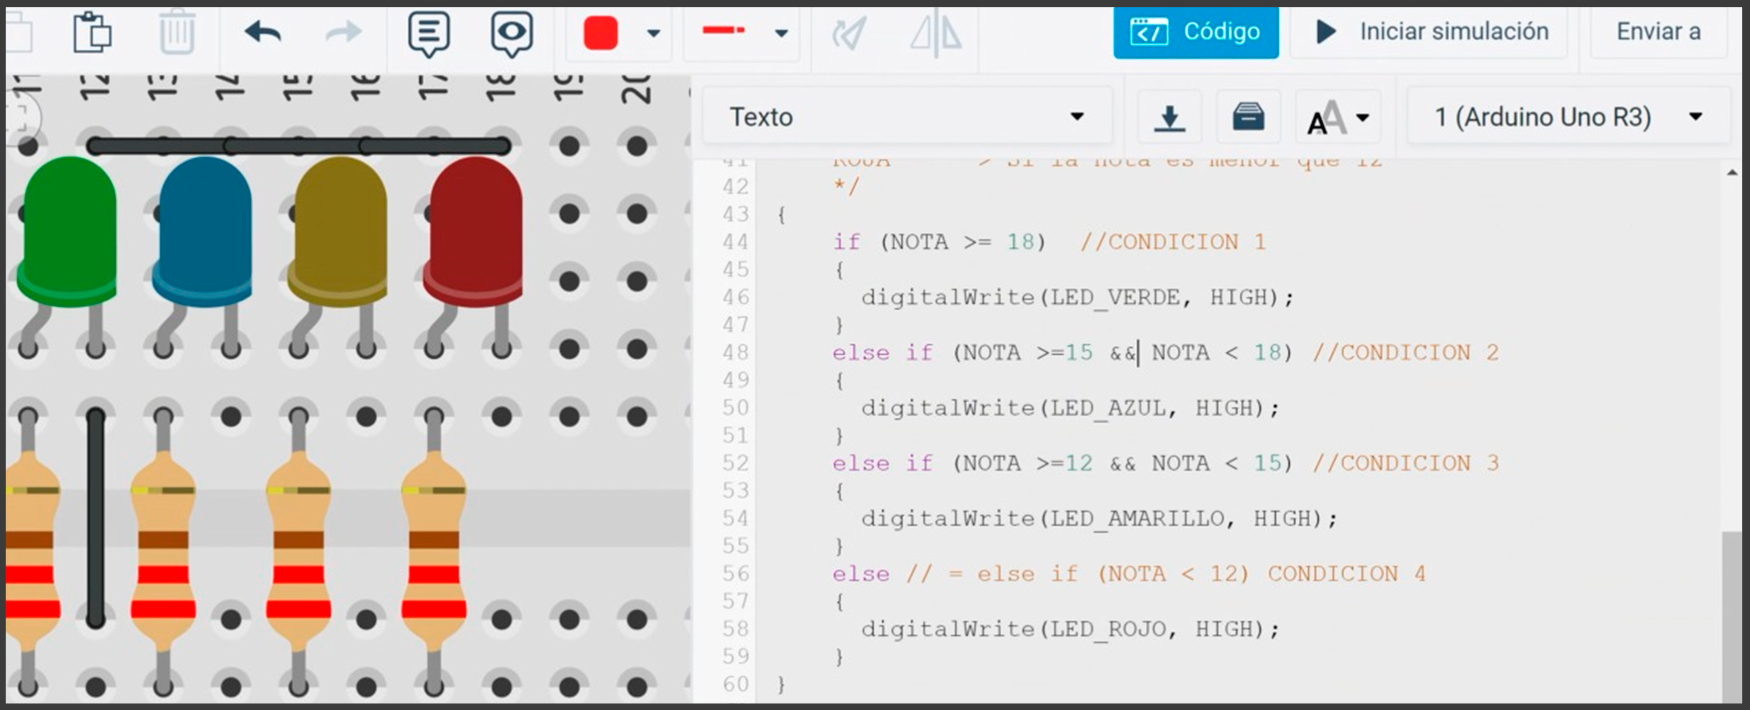 Código
Iniciar simulación
Enviar a
11 12 13 14 15 16 17 18 19 20
Texto
1 (Arduino Uno R3)
41 ROJA > Si la nota es menor que 12
42 */
43 {
44 if (NOTA >= 18) //CONDICION 1
45 {
46 digitalWrite(LED_VERDE, HIGH);
47 }
48 else if (NOTA >=15 && NOTA < 18) //CONDICION 2
49 {
50 digitalWrite(LED_AZUL, HIGH);
51 }
52 else if (NOTA >=12 && NOTA < 15) //CONDICION 3
53 {
54 digitalWrite(LED_AMARILLO, HIGH);
55 }
56 else // = else if (NOTA < 12) CONDICION 4
57 {
58 digitalWrite(LED_ROJO, HIGH);
59 }
60 }